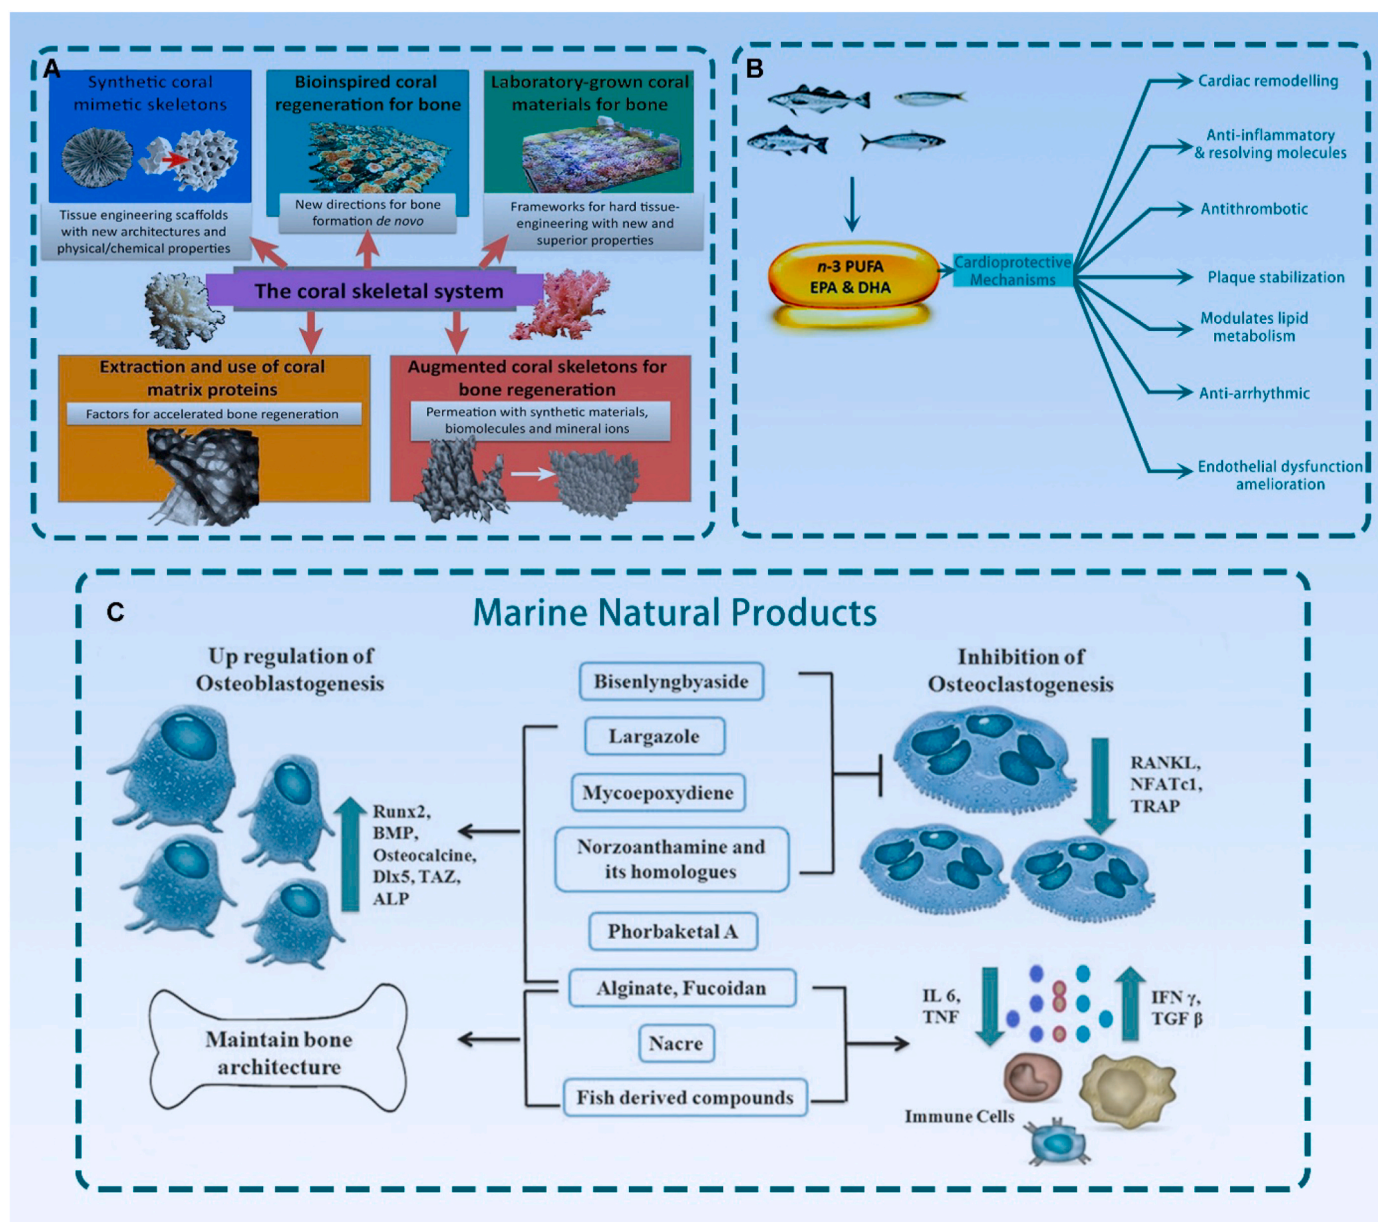 A
Synthetic coral
mimetic skeletons
Tissue engineering scaffolds
with new architectures and
physical/chemical properties
Bioinspired coral
regeneration for bone
New directions for bone
formation de novo
Laboratory-grown coral
materials for bone
Frameworks for hard tissue-
engineering with new and
superior properties
The coral skeletal system
Extraction and use of coral
matrix proteins
Factors for accelerated bone regeneration
Augmented coral skeletons for
bone regeneration
Permeation with synthetic materials,
biomolecules and mineral ions
B
n-3 PUFA
EPA & DHA
Cardioprotective
Mechanisms
Cardiac remodelling
Anti-inflammatory
& resolving molecules
Antithrombotic
Plaque stabilization
Modulates lipid
metabolism
Anti-arrhythmic
Endothelial dysfunction
amelioration
C
Marine Natural Products
Up regulation of
Osteoblastogenesis
Runx2,
BMP,
Osteocalcine,
Dlx5, TAZ,
ALP
Maintain bone
architecture
Bisenlyngbyaside
Largazole
Mycoepoxydiene
Norzoanthamine and
its homologues
Phorbaketal A
Alginate, Fucoidan
Nacre
Fish derived compounds
Inhibition of
Osteoclastogenesis
RANKL,
NFATc1,
TRAP
IL 6,
TNF
IFN γ,
TGF β
Immune Cells